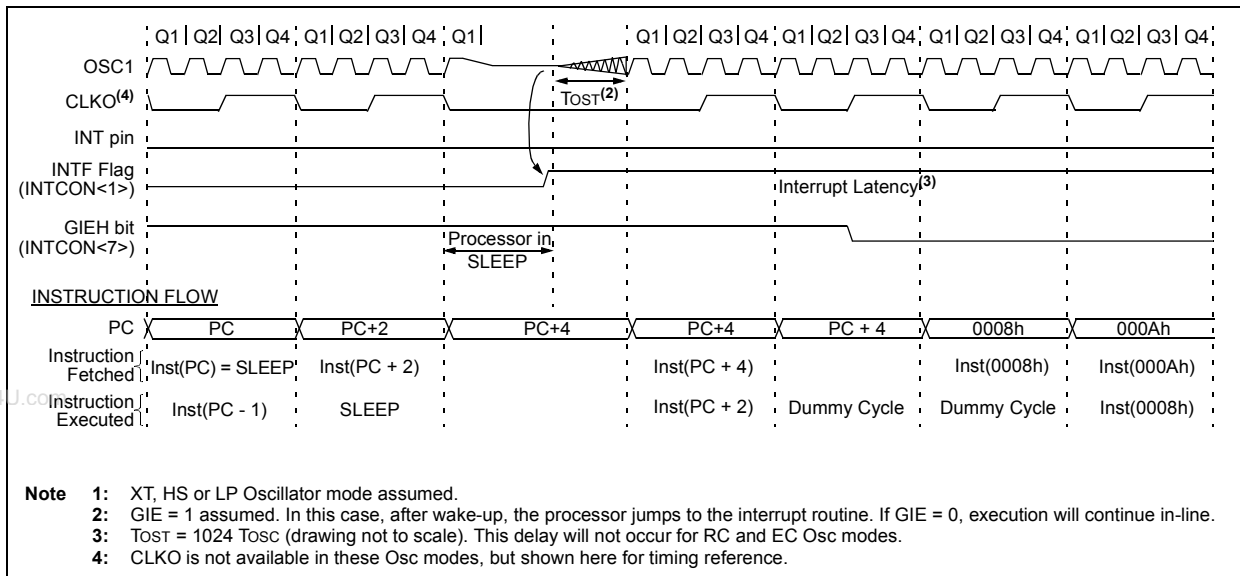 Q1 | Q2 | Q3 | Q4 Q1 | Q2 | Q3 | Q4 Q1 | Q1 | Q2 | Q3 | Q4 Q1 | Q2 | Q3 | Q4 Q1 | Q2 | Q3 | Q4 Q1 | Q2 | Q3 | Q4
OSC1
CLKO(4) TOST(2)
INT pin
INTF Flag
(INTCON<1>) Interrupt Latency(3)
GIEH bit
(INTCON<7>) Processor in
SLEEP
INSTRUCTION FLOW
PC PC PC+2 PC+4 PC+4 PC + 4 0008h 000Ah
Instruction
Fetched Inst(PC) = SLEEP Inst(PC + 2) Inst(PC + 4) Inst(0008h) Inst(000Ah)
Instruction
Executed Inst(PC - 1) SLEEP Inst(PC + 2) Dummy Cycle Dummy Cycle Inst(0008h)
4U.com
Note 1: XT, HS or LP Oscillator mode assumed.
2: GIE = 1 assumed. In this case, after wake-up, the processor jumps to the interrupt routine. If GIE = 0, execution will continue in-line.
3: TOST = 1024 TOSC (drawing not to scale). This delay will not occur for RC and EC Osc modes.
4: CLKO is not available in these Osc modes, but shown here for timing reference.